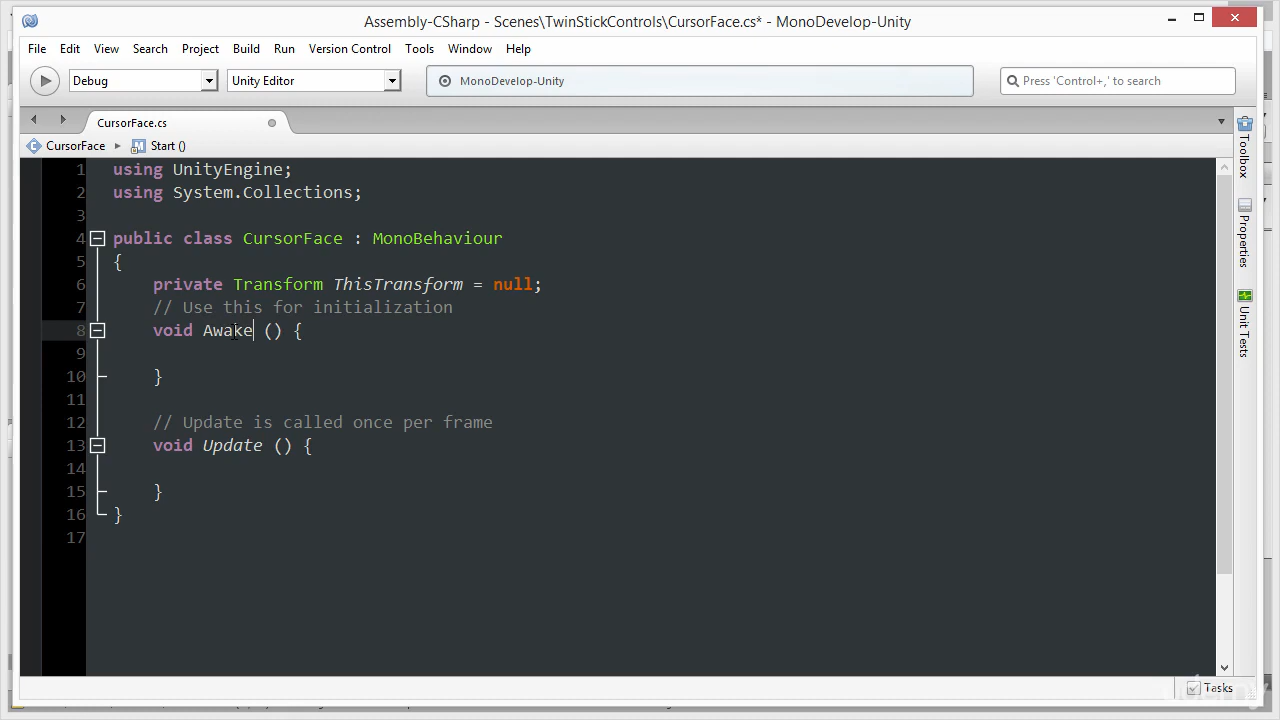 Assembly-CSharp - Scenes\TwinStickControls\CursorFace.cs* - MonoDevelop-Unity
File Edit View Search Project Build Run Version Control Tools Window Help
Debug Unity Editor MonoDevelop-Unity Press 'Control+,' to search
CursorFace.cs
CursorFace Start ()
1 using UnityEngine;
2 using System.Collections;
3
4 public class CursorFace : MonoBehaviour
5 {
6 private Transform ThisTransform = null;
7 // Use this for initialization
8 void Awake () {
9
10 }
11
12 // Update is called once per frame
13 void Update () {
14
15 }
16 }
17
Toolbox
Properties
Unit Tests
Tasks